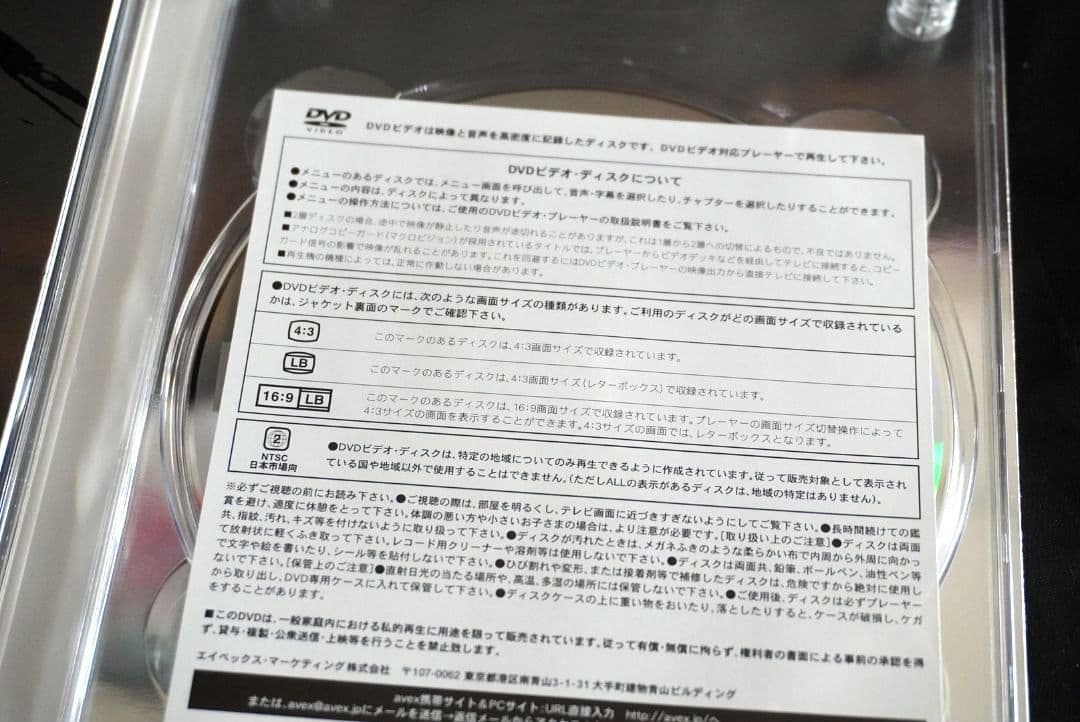 DVD
VIDEO
DVDビデオは映像と音声を高密度に記録したディスクです。DVDビデオ対応プレーヤーで再生して下さい。
DVDビデオ・ディスクについて
●メニューのあるディスクでは、メニュー画面を呼び出して、音声・字幕を選択したり、チャプターを選択したりすることができます。
●メニューの内容は、ディスクによって異なります。
●メニューの操作方法については、ご使用のDVDビデオ・プレーヤーの取扱説明書をご覧下さい。
■2層ディスクの場合、途中で映像が静止したり音声が途切れることがありますが、これは1層から2層への切替によるもので、不良ではありません。
■アナログコピーガード(マクロビジョン)が採用されているタイトルでは、プレーヤーからビデオデッキなどを経由してテレビに接続すると、コピー
ガード信号の影響で映像が乱れることがあります。これを回避するにはDVDビデオ・プレーヤーの映像出力から直接テレビに接続して下さい。
■再生機の機種によっては、正常に作動しない場合があります。
●DVDビデオ・ディスクには、次のような画面サイズの種類があります。ご利用のディスクがどの画面サイズで収録されている
かは、ジャケット裏面のマークでご確認下さい。
4:3 このマークのあるディスクは、4:3画面サイズで収録されています。
LB このマークのあるディスクは、4:3画面サイズ(レターボックス)で収録されています。
16:9 LB このマークのあるディスクは、16:9画面サイズで収録されています。プレーヤーの画面サイズ切替操作によって
4:3サイズの画面を表示することができます。4:3サイズの画面では、レターボックスとなります。
2
NTSC
日本市場向
●DVDビデオ・ディスクは、特定の地域についてのみ再生できるように作成されています。従って販売対象として表示され
ている国や地域以外で使用することはできません。(ただしALLの表示があるディスクは、地域の特定はありません)。
※必ずご視聴の前にお読み下さい。●ご視聴の際は、部屋を明るくし、テレビ画面に近づきすぎないようにしてご覧下さい。●長時間続けての鑑
賞を避け、適度に休憩をとって下さい。体調の悪い方や小さいお子さまの場合は、より注意が必要です。[取り扱い上のご注意]●ディスクは両面
共、指紋、汚れ、キズ等を付けないように取り扱って下さい。●ディスクが汚れたときは、メガネふきのような柔らかい布で内周から外周に向かっ
て放射状に軽くふき取って下さい。レコード用クリーナーや溶剤等は使用しないで下さい。●ディスクは両面共、鉛筆、ボールペン、油性ペン等
で文字や絵を書いたり、シール等を貼付しないで下さい。●ひび割れや変形、または接着剤等で補修したディスクは、危険ですから絶対に使用し
ないで下さい。[保管上のご注意]●直射日光の当たる場所や、高温、多湿の場所には保管しないで下さい。●ご使用後、ディスクは必ずプレーヤー
から取り出し、DVD専用ケースに入れて保管して下さい。●ディスクケースの上に重い物をおいたり、落としたりすると、ケースが破損し、ケガ
をすることがあります。
■このDVDは、一般家庭内における私的再生に用途を限って販売されています。従って有償・無償に拘らず、権利者の書面による事前の承認を得
ず、貸与・複製・公衆送信・上映等を行うことを禁止致します。
エイベックス・マーケティング株式会社 〒107-0062 東京都港区南青山3-1-31 大手町建物青山ビルディング
avex携帯サイト&PCサイト:URL直接入力 http://avex.jp/へ
または、avex@avex.jpにメールを送信→返信メールから